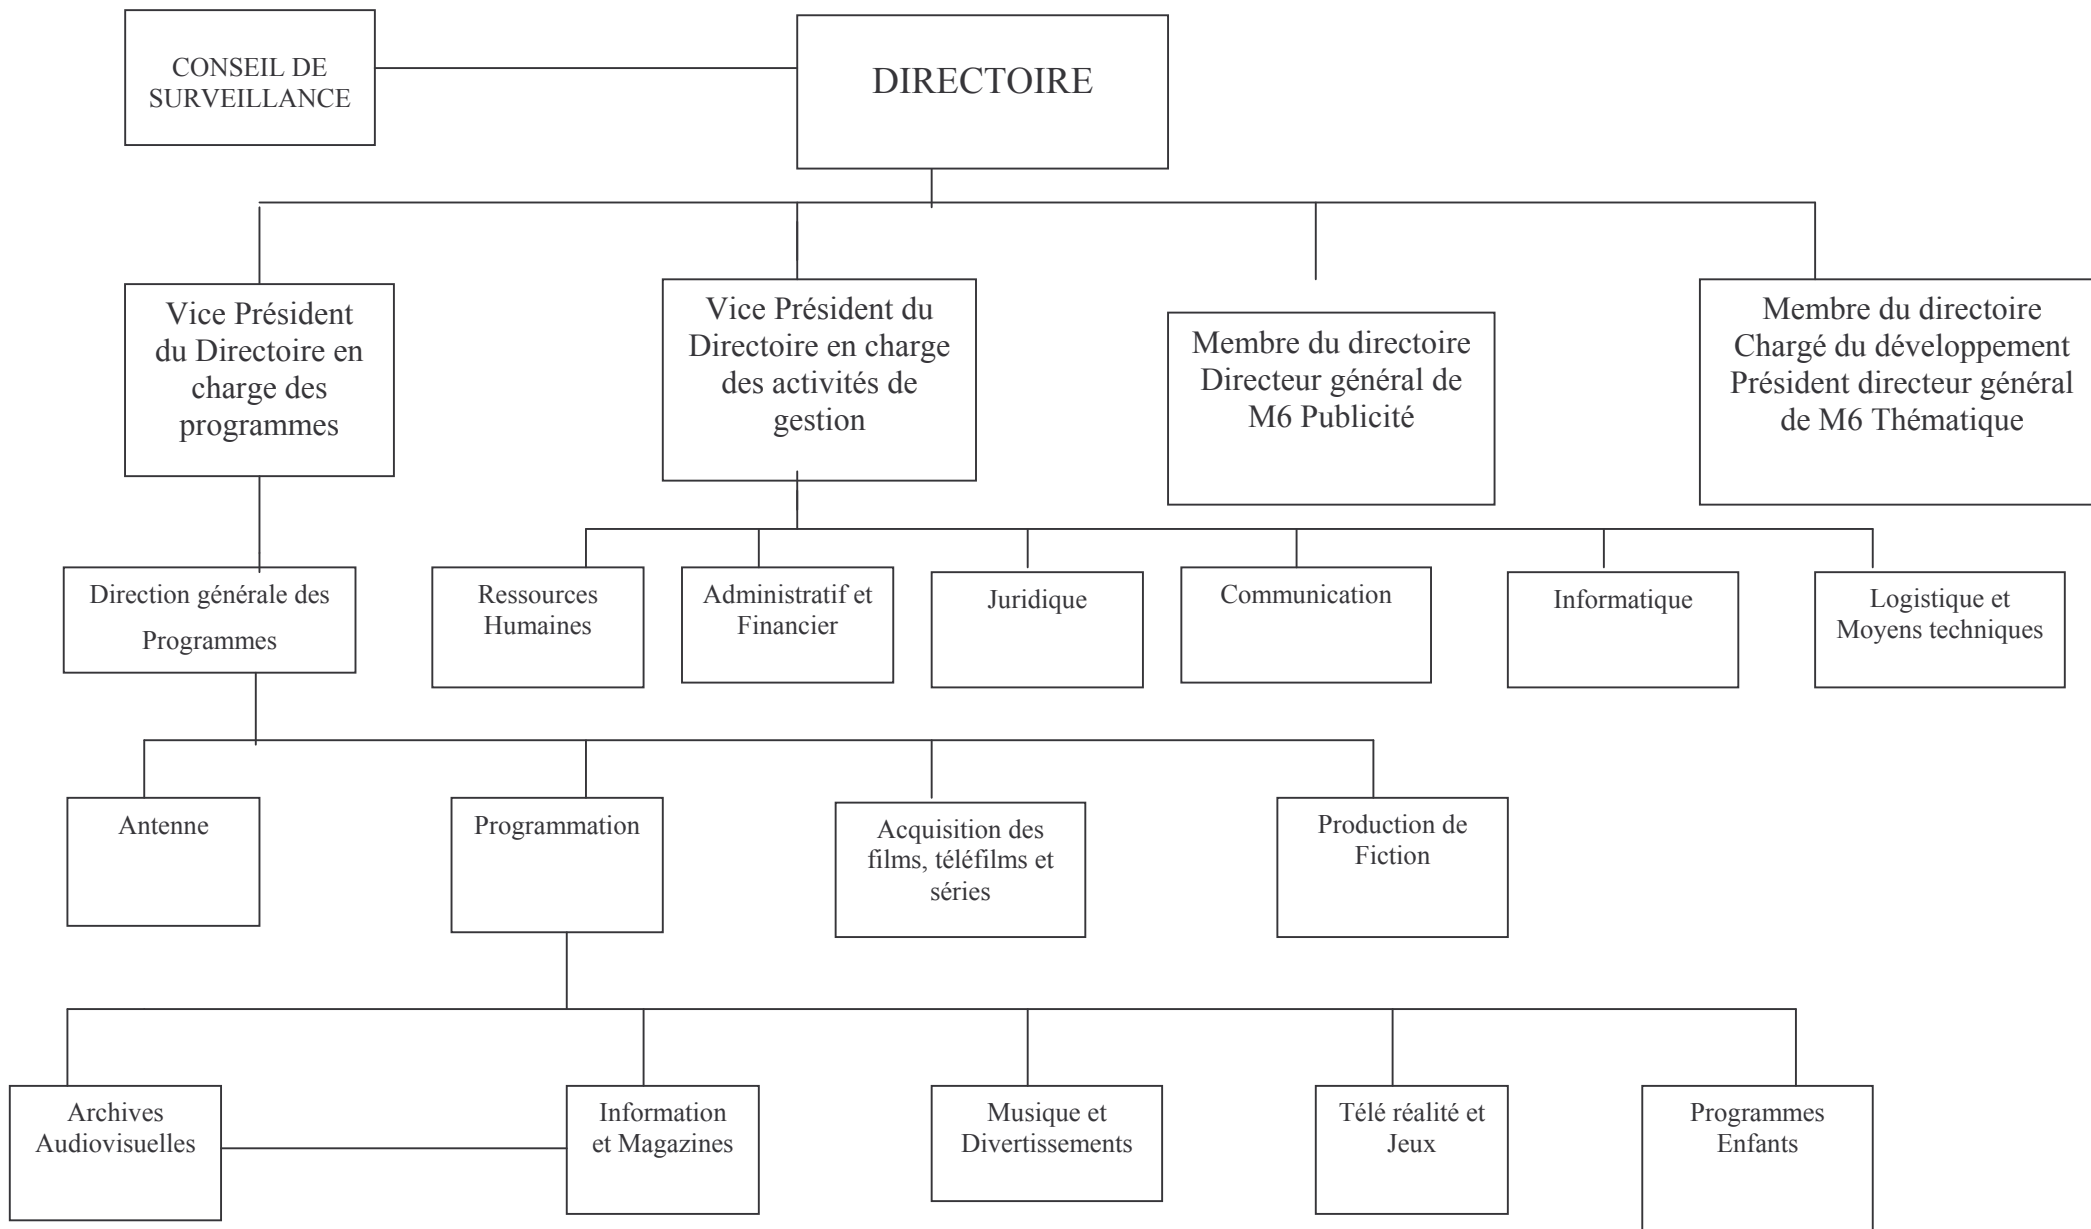 CONSEIL DE
SURVEILLANCE
DIRECTOIRE
Vice Président
du Directoire en
charge des
programmes
Vice Président du
Directoire en charge
des activités de
gestion
Membre du directoire
Directeur général de
M6 Publicité
Membre du directoire
Chargé du développement
Président directeur général
de M6 Thématique
Direction générale des
Programmes
Ressources
Humaines
Administratif et
Financier
Juridique
Communication
Informatique
Logistique et
Moyens techniques
Antenne
Programmation
Acquisition des
films, téléfilms et
séries
Production de
Fiction
Archives
Audiovisuelles
Information
et Magazines
Musique et
Divertissements
Télé réalité et
Jeux
Programmes
Enfants